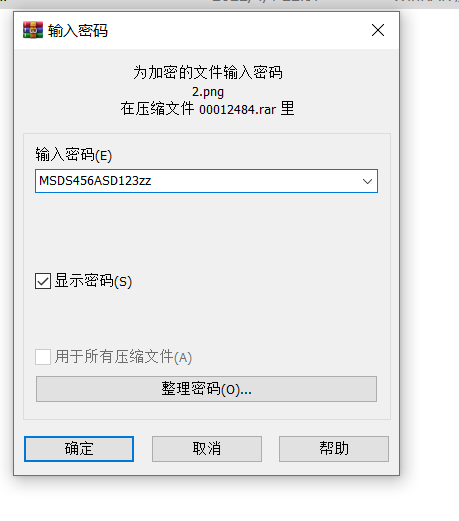 输入密码
为加密的文件输入密码
2.png
在压缩文件 00012484.rar 里
输入密码(E)
MSDS456ASD123zz
显示密码(S)
用于所有压缩文件(A)
整理密码(O)...
确定 取消 帮助